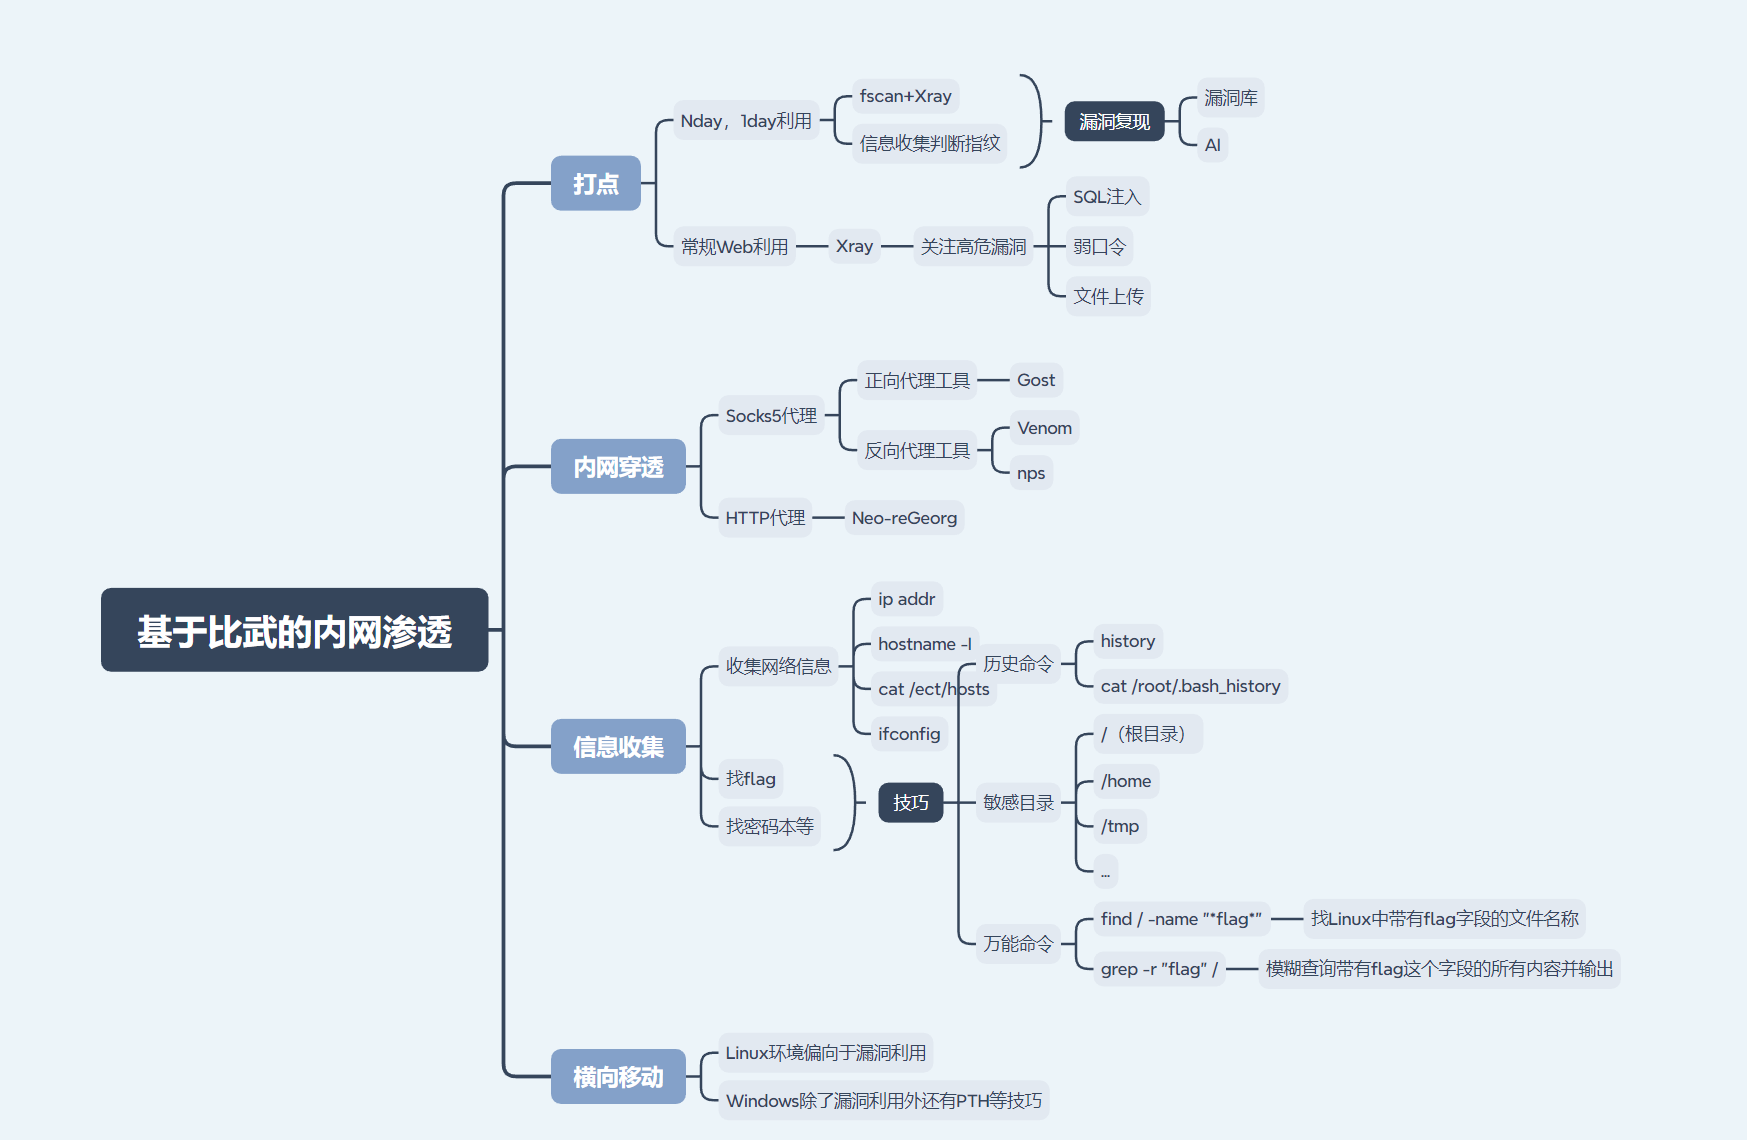 基于比武的内网渗透
打点
Nday，1day利用
fscan+Xray
信息收集判断指纹
漏洞复现
漏洞库
AI
常规Web利用
Xray
关注高危漏洞
SQL注入
弱口令
文件上传
内网穿透
Socks5代理
正向代理工具
Gost
反向代理工具
Venom
nps
HTTP代理
Neo-reGeorg
信息收集
收集网络信息
ip addr
hostname -I
cat /ect/hosts
ifconfig
找flag
找密码本等
技巧
历史命令
history
cat /root/.bash_history
敏感目录
/（根目录）
/home
/tmp
...
万能命令
find / -name "*flag*"
找Linux中带有flag字段的文件名称
grep -r "flag" /
模糊查询带有flag这个字段的所有内容并输出
横向移动
Linux环境偏向于漏洞利用
Windows除了漏洞利用外还有PTH等技巧